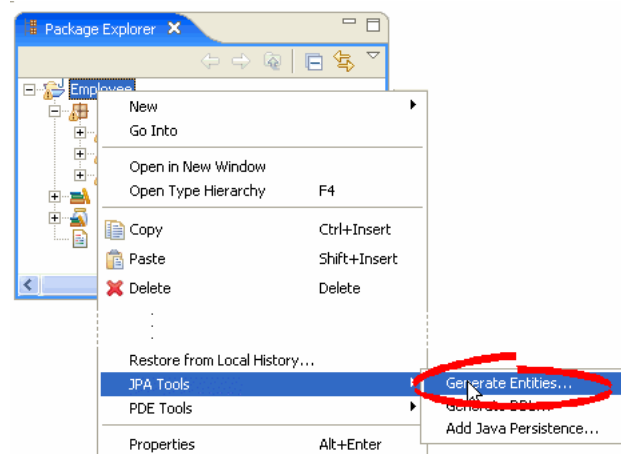 Package Explorer
Employee
New
Go Into
Open in New Window
Open Type Hierarchy F4
Copy Ctrl+Insert
Paste Shift+Insert
Delete Delete
Restore from Local History...
JPA Tools
Generate Entities...
PDE Tools
Generate DDL...
Add Java Persistence...
Properties Alt+Enter